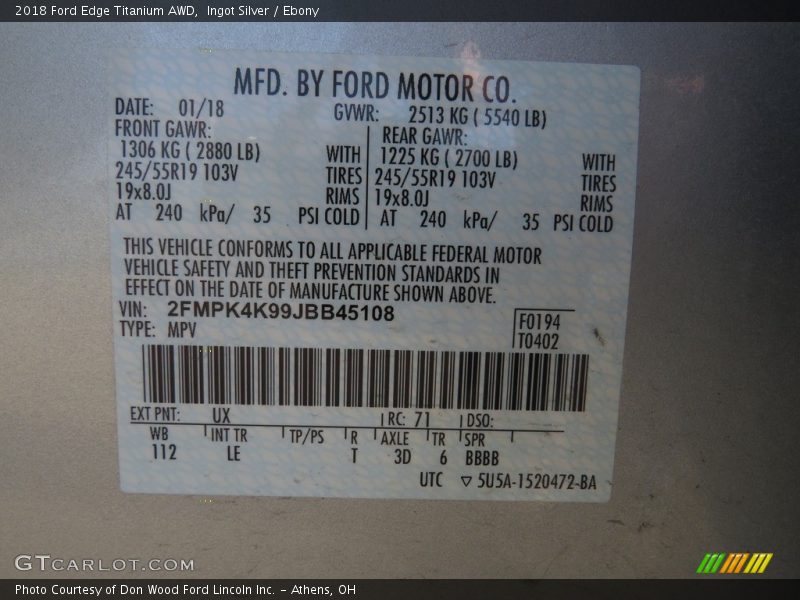 2018 Ford Edge Titanium AWD,  Ingot Silver / Ebony
MFD. BY FORD MOTOR CO.
DATE: 01/18 GVWR: 2513 KG ( 5540 LB)
FRONT GAWR: REAR GAWR:
1306 KG ( 2880 LB) WITH 1225 KG ( 2700 LB) WITH
245/55R19 103V TIRES 245/55R19 103V TIRES
19x8.0J RIMS 19x8.0J RIMS
AT 240 kPa/ 35 PSI COLD AT 240 kPa/ 35 PSI COLD
THIS VEHICLE CONFORMS TO ALL APPLICABLE FEDERAL MOTOR
VEHICLE SAFETY AND THEFT PREVENTION STANDARDS IN
EFFECT ON THE DATE OF MANUFACTURE SHOWN ABOVE.
VIN: 2FMPK4K99JBB45108 F0194
TYPE: MPV T0402
EXT PNT: UX RC: 71 DSO:
WB INT TR TP/PS R AXLE TR SPR
112 LE T 3D 6 BBBB
UTC ▽ 5U5A-1520472-BA
GTCARLOT.COM
Photo Courtesy of Don Wood Ford Lincoln Inc. – Athens, OH